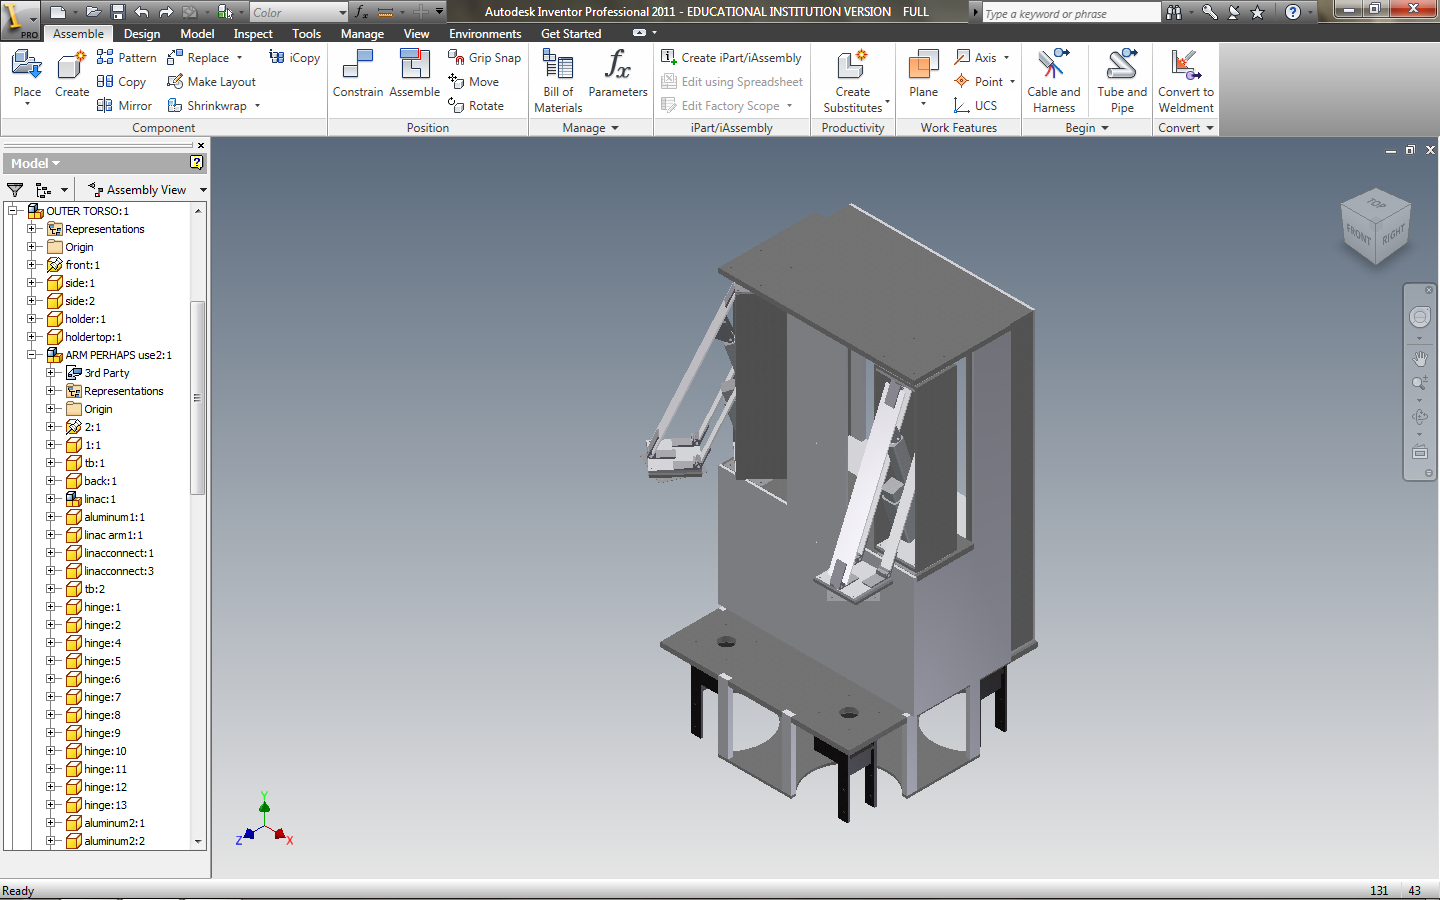 PRO
Color
Autodesk Inventor Professional 2011 - EDUCATIONAL INSTITUTION VERSION FULL
Type a keyword or phrase
Assemble Design Model Inspect Tools Manage View Environments Get Started
Place
Create
Pattern
Copy
Mirror
Replace
Make Layout
Shrinkwrap
iCopy
Component
Constrain
Assemble
Grip Snap
Move
Rotate
Position
Bill of
Materials
Parameters
Manage
Create iPart/iAssembly
Edit using Spreadsheet
Edit Factory Scope
iPart/iAssembly
Create
Substitutes
Productivity
Plane
Axis
Point
UCS
Work Features
Cable and
Harness
Tube and
Pipe
Begin
Convert to
Weldment
Convert
Model
Assembly View
OUTER TORSO:1
Representations
Origin
front:1
side:1
side:2
holder:1
holdertop:1
ARM PERHAPS use2:1
3rd Party
Representations
Origin
2:1
1:1
tb:1
back:1
linac:1
aluminum1:1
linac arm1:1
linacconnect:1
linacconnect:3
tb:2
hinge:1
hinge:2
hinge:4
hinge:5
hinge:6
hinge:7
hinge:8
hinge:9
hinge:10
hinge:11
hinge:12
hinge:13
aluminum2:1
aluminum2:2
TOP
FRONT
RIGHT
Y
Z
X
Ready
131 43